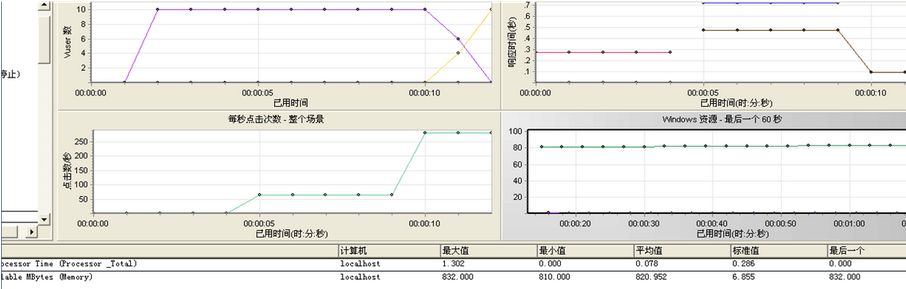 停止)
Vuser 数
10
8
6
4
2
0
00:00:00
00:00:05
00:00:10
已用时间
响应时间(秒)
.7
.6
.5
.4
.3
.2
.1
00:00:00
00:00:05
00:00:10
已用时间(时:分:秒)
每秒点击次数 - 整个场景
点击数/秒
250
200
150
100
50
00:00:00
00:00:05
00:00:10
已用时间(时:分:秒)
Windows 资源 - 最后一个 60 秒
100
80
60
40
20
00:00:20
00:00:30
00:00:40
00:00:50
00:01:00
已用时间(时:分:秒)
计算机 最大值 最小值 平均值 标准值 最后一个
ocessor Time (Processor _Total) localhost 1.302 0.000 0.078 0.286 0.000
lable MBytes (Memory) localhost 832.000 810.000 820.952 6.855 832.000